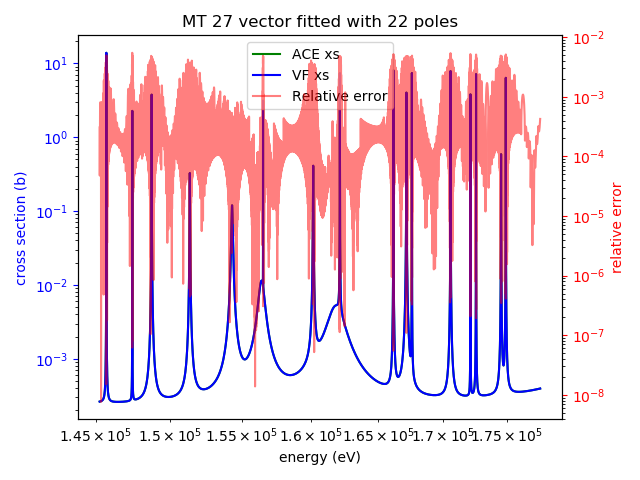 MT 27 vector fitted with 22 poles
ACE xs
VF xs
Relative error
cross section (b)
10¹
10⁰
10⁻¹
10⁻²
10⁻³
relative error
10⁻²
10⁻³
10⁻⁴
10⁻⁵
10⁻⁶
10⁻⁷
10⁻⁸
1.45×10⁵ 1.5×10⁵ 1.55×10⁵ 1.6×10⁵ 1.65×10⁵ 1.7×10⁵ 1.75×10⁵
energy (eV)